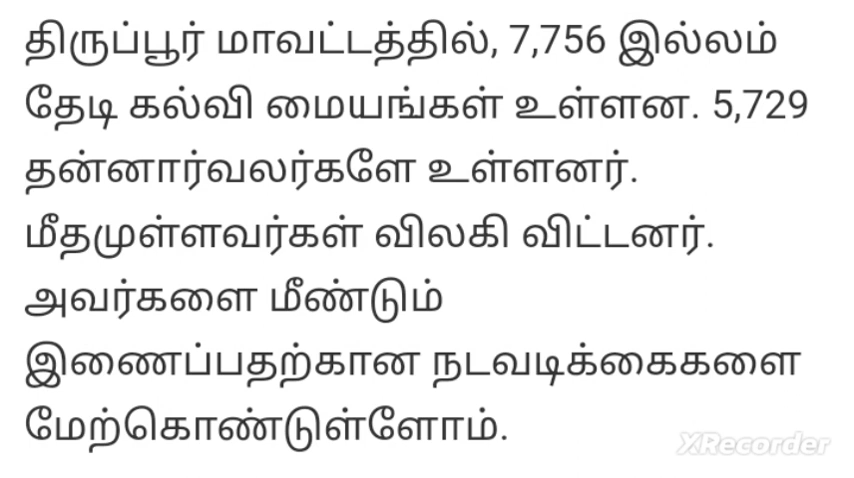 திருப்பூர் மாவட்டத்தில், 7,756 இல்லம்
தேடி கல்வி மையங்கள் உள்ளன. 5,729
தன்னார்வலர்களே உள்ளனர்.
மீதமுள்ளவர்கள் விலகி விட்டனர்.
அவர்களை மீண்டும்
இணைப்பதற்கான நடவடிக்கைகளை
மேற்கொண்டுள்ளோம்.
XRecorder